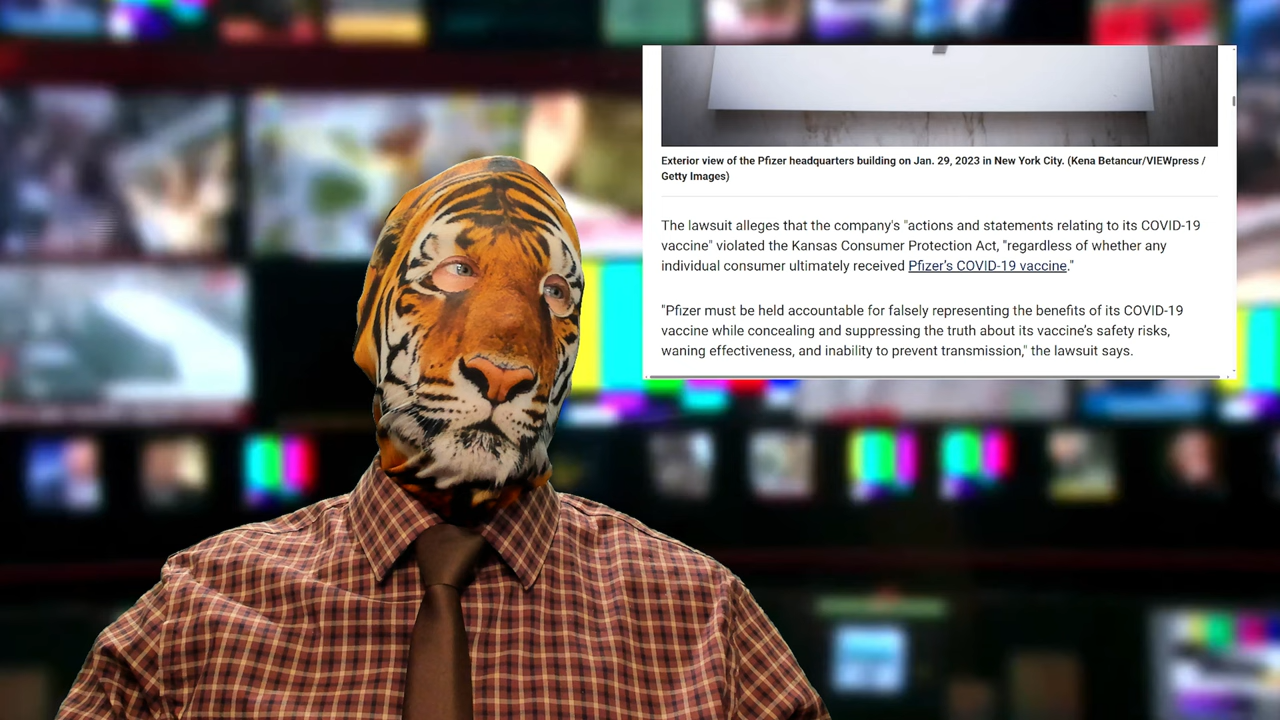 Exterior view of the Pfizer headquarters building on Jan. 29, 2023 in New York City. (Kena Betancur/VIEWpress /
Getty Images)
The lawsuit alleges that the company's "actions and statements relating to its COVID-19
vaccine" violated the Kansas Consumer Protection Act, "regardless of whether any
individual consumer ultimately received Pfizer’s COVID-19 vaccine."
"Pfizer must be held accountable for falsely representing the benefits of its COVID-19
vaccine while concealing and suppressing the truth about its vaccine’s safety risks,
waning effectiveness, and inability to prevent transmission," the lawsuit says.